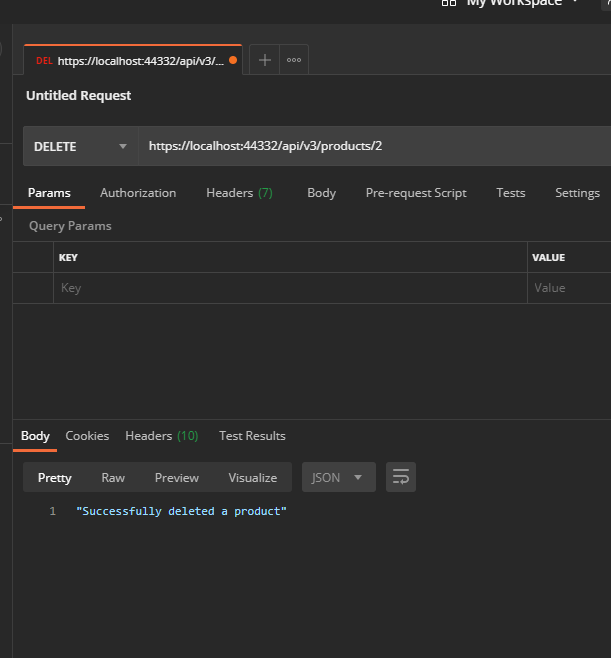 My Workspace
DEL https://localhost:44332/api/v3/...
Untitled Request
DELETE https://localhost:44332/api/v3/products/2
Params Authorization Headers (7) Body Pre-request Script Tests Settings
Query Params
KEY VALUE
Key Value
Body Cookies Headers (10) Test Results
Pretty Raw Preview Visualize JSON
1 "Successfully deleted a product"